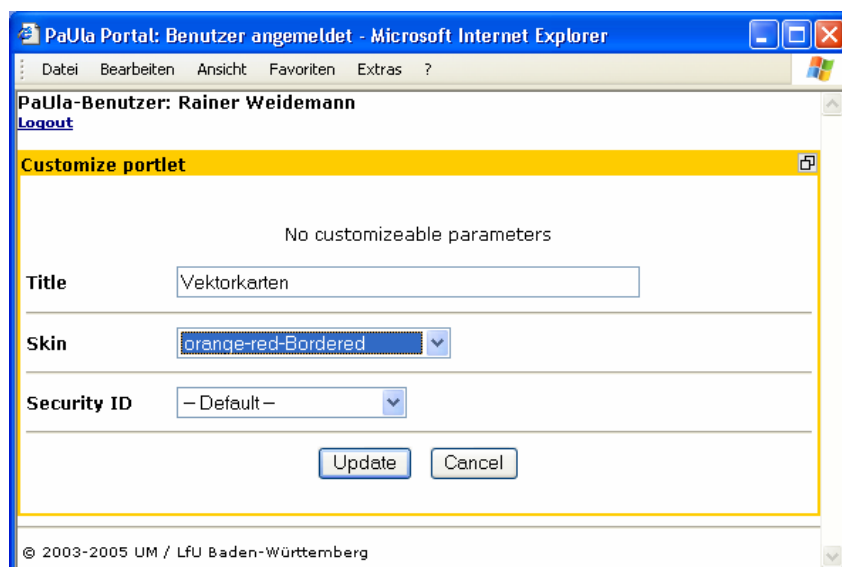 PaUla Portal: Benutzer angemeldet - Microsoft Internet Explorer
Datei Bearbeiten Ansicht Favoriten Extras ?
PaUla-Benutzer: Rainer Weidemann
Logout
Customize portlet
No customizeable parameters
Title Vektorkarten
Skin orange-red-Bordered
Security ID – Default –
Update Cancel
© 2003-2005 UM / LfU Baden-Württemberg